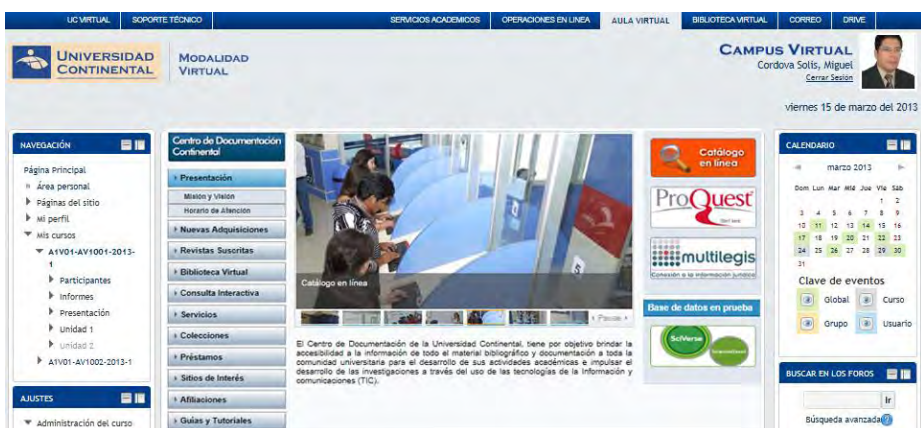 UC VIRTUAL
SOPORTE TÉCNICO
SERVICIOS ACADEMICOS
OPERACIONES EN LINEA
AULA VIRTUAL
BIBLIOTECA VIRTUAL
CORREO
DRIVE
UNIVERSIDAD
CONTINENTAL
MODALIDAD
VIRTUAL
CAMPUS VIRTUAL
Cordova Solis, Miguel
Cerrar Sesión
viernes 15 de marzo del 2013
NAVEGACIÓN
Página Principal
Área personal
Páginas del sitio
Mi perfil
Mis cursos
A1V01-AV1001-2013-
1
Participantes
Informes
Presentación
Unidad 1
Unidad 2
A1V01-AV1002-2013-1
AJUSTES
Administración del curso
Centro de Documentación
Continental
Presentación
Misión y Visión
Horario de Atención
Nuevas Adquisiciones
Revistas Suscritas
Biblioteca Virtual
Consulta Interactiva
Servicios
Colecciones
Préstamos
Sitios de Interés
Afiliaciones
Guias y Tutoriales
5
Catálogo en línea
Pausa
El Centro de Documentación de la Universidad Continental, tiene por objetivo brindar la
accesibilidad a la información de todo el material bibliográfico y documentación a toda la
comunidad universitaria para el desarrollo de sus actividades académicas e impulsar el
desarrollo de las investigaciones a través del uso de las tecnologías de la Información y
comunicaciones (TIC).
Catálogo
en línea
ProQuest
multilegis
Conexión a la información jurídica
Base de datos en prueba
SciVerse
CALENDARIO
marzo 2013
Dom Lun Mar Mié Jue Vie Sáb
1 2
3 4 5 6 7 8 9
10 11 12 13 14 15 16
17 18 19 20 21 22 23
24 25 26 27 28 29 30
31
Clave de eventos
Global
Curso
Grupo
Usuario
BUSCAR EN LOS FOROS
Ir
Búsqueda avanzada